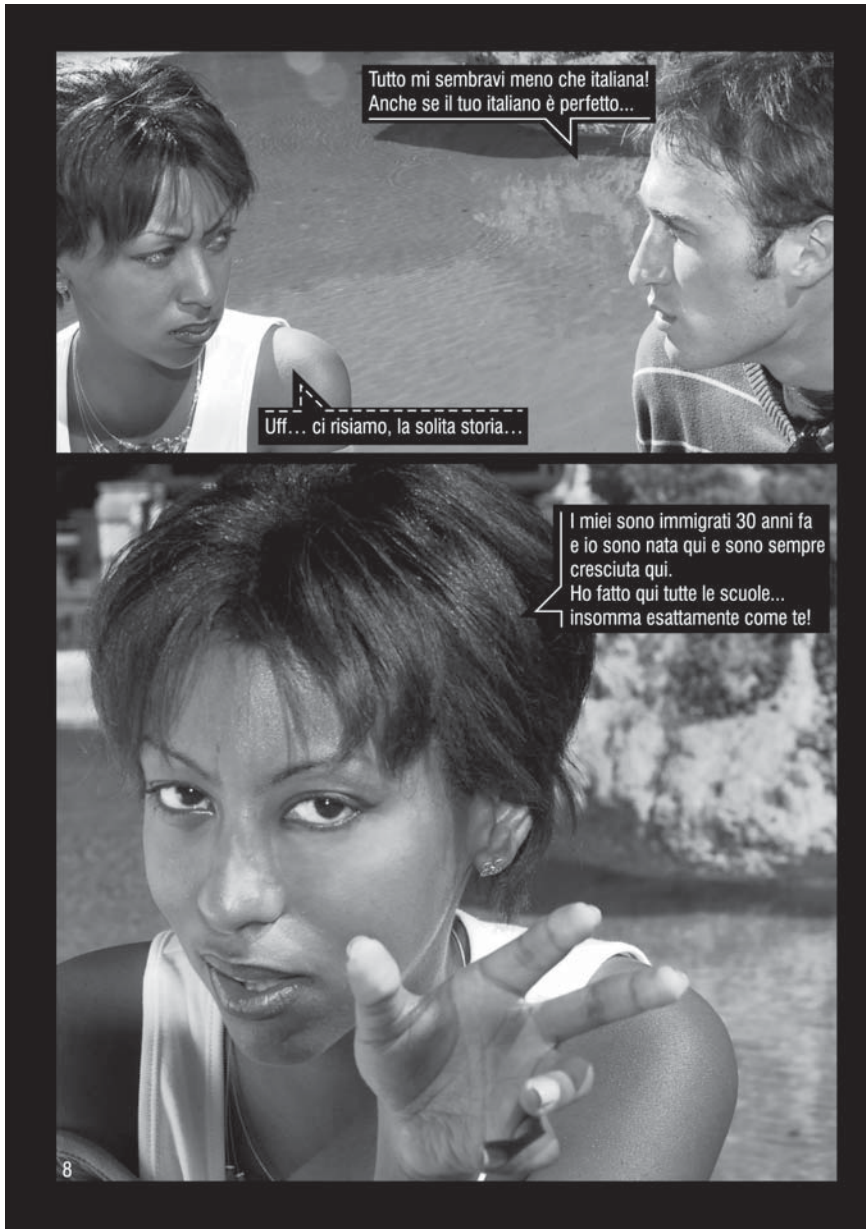 Tutto mi sembravi meno che italiana!
Anche se il tuo italiano è perfetto...
Uff... ci risiamo, la solita storia...
I miei sono immigrati 30 anni fa
e io sono nata qui e sono sempre
cresciuta qui.
Ho fatto qui tutte le scuole...
insomma esattamente come te!
8